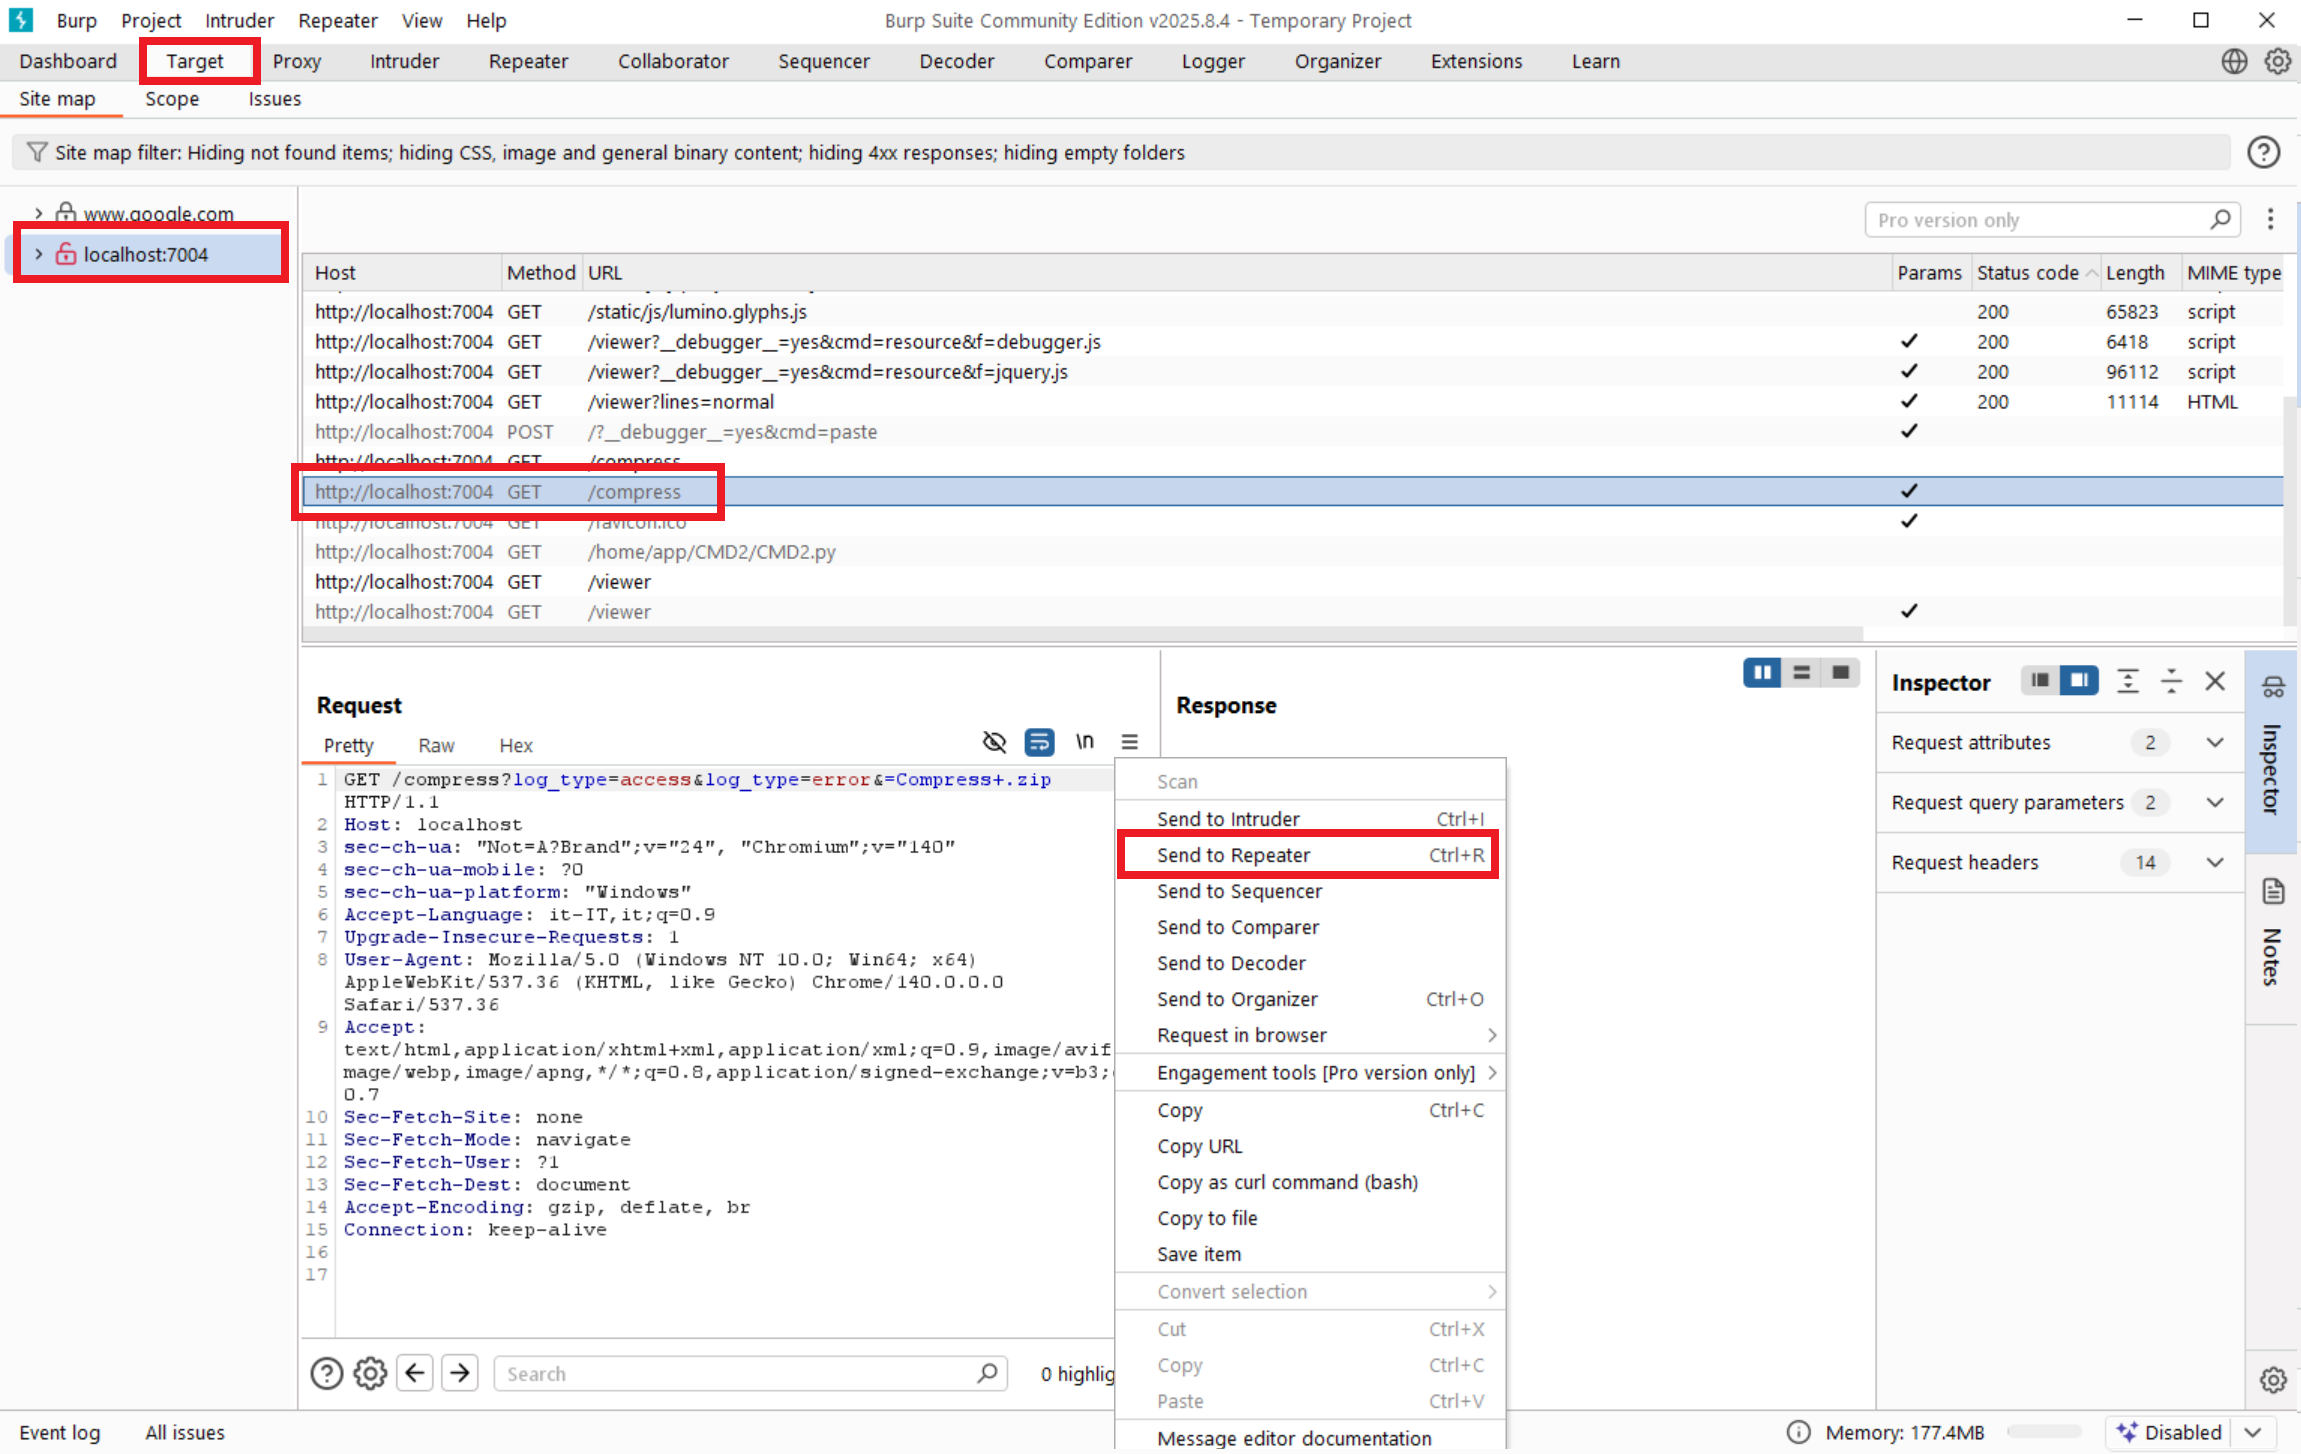 Burp Project Intruder Repeater View Help Burp Suite Community Edition v2025.8.4 - Temporary Project
Dashboard Target Proxy Intruder Repeater Collaborator Sequencer Decoder Comparer Logger Organizer Extensions Learn
Site map Scope Issues
Site map filter: Hiding not found items; hiding CSS, image and general binary content; hiding 4xx responses; hiding empty folders
www.google.com
localhost:7004
Pro version only
Host Method URL Params Status code Length MIME type
http://localhost:7004 GET /static/js/lumino.glyphs.js 200 65823 script
http://localhost:7004 GET /viewer?__debugger__=yes&cmd=resource&f=debugger.js 200 6418 script
http://localhost:7004 GET /viewer?__debugger__=yes&cmd=resource&f=jquery.js 200 96112 script
http://localhost:7004 GET /viewer?lines=normal 200 11114 HTML
http://localhost:7004 POST /?__debugger__=yes&cmd=paste
http://localhost:7004 GET /compress
http://localhost:7004 GET /compress
http://localhost:7004 GET /favicon.ico
http://localhost:7004 GET /home/app/CMD2/CMD2.py
http://localhost:7004 GET /viewer
http://localhost:7004 GET /viewer
Request
Pretty Raw Hex \n
1 GET /compress?log_type=access&log_type=error&=Compress+.zip
HTTP/1.1
2 Host: localhost
3 sec-ch-ua: "Not=A?Brand";v="24", "Chromium";v="140"
4 sec-ch-ua-mobile: ?0
5 sec-ch-ua-platform: "Windows"
6 Accept-Language: it-IT,it;q=0.9
7 Upgrade-Insecure-Requests: 1
8 User-Agent: Mozilla/5.0 (Windows NT 10.0; Win64; x64)
AppleWebKit/537.36 (KHTML, like Gecko) Chrome/140.0.0.0
Safari/537.36
9 Accept:
text/html,application/xhtml+xml,application/xml;q=0.9,image/avif
mage/webp,image/apng,*/*;q=0.8,application/signed-exchange;v=b3;
0.7
10 Sec-Fetch-Site: none
11 Sec-Fetch-Mode: navigate
12 Sec-Fetch-User: ?1
13 Sec-Fetch-Dest: document
14 Accept-Encoding: gzip, deflate, br
15 Connection: keep-alive
16
17
Search
0 highlig
Response
Scan
Send to Intruder Ctrl+I
Send to Repeater Ctrl+R
Send to Sequencer
Send to Comparer
Send to Decoder
Send to Organizer Ctrl+O
Request in browser
Engagement tools [Pro version only]
Copy Ctrl+C
Copy URL
Copy as curl command (bash)
Copy to file
Save item
Convert selection
Cut Ctrl+X
Copy Ctrl+C
Paste Ctrl+V
Message editor documentation
Inspector
Request attributes 2
Request query parameters 2
Request headers 14
Inspector
Notes
Event log All issues Memory: 177.4MB Disabled